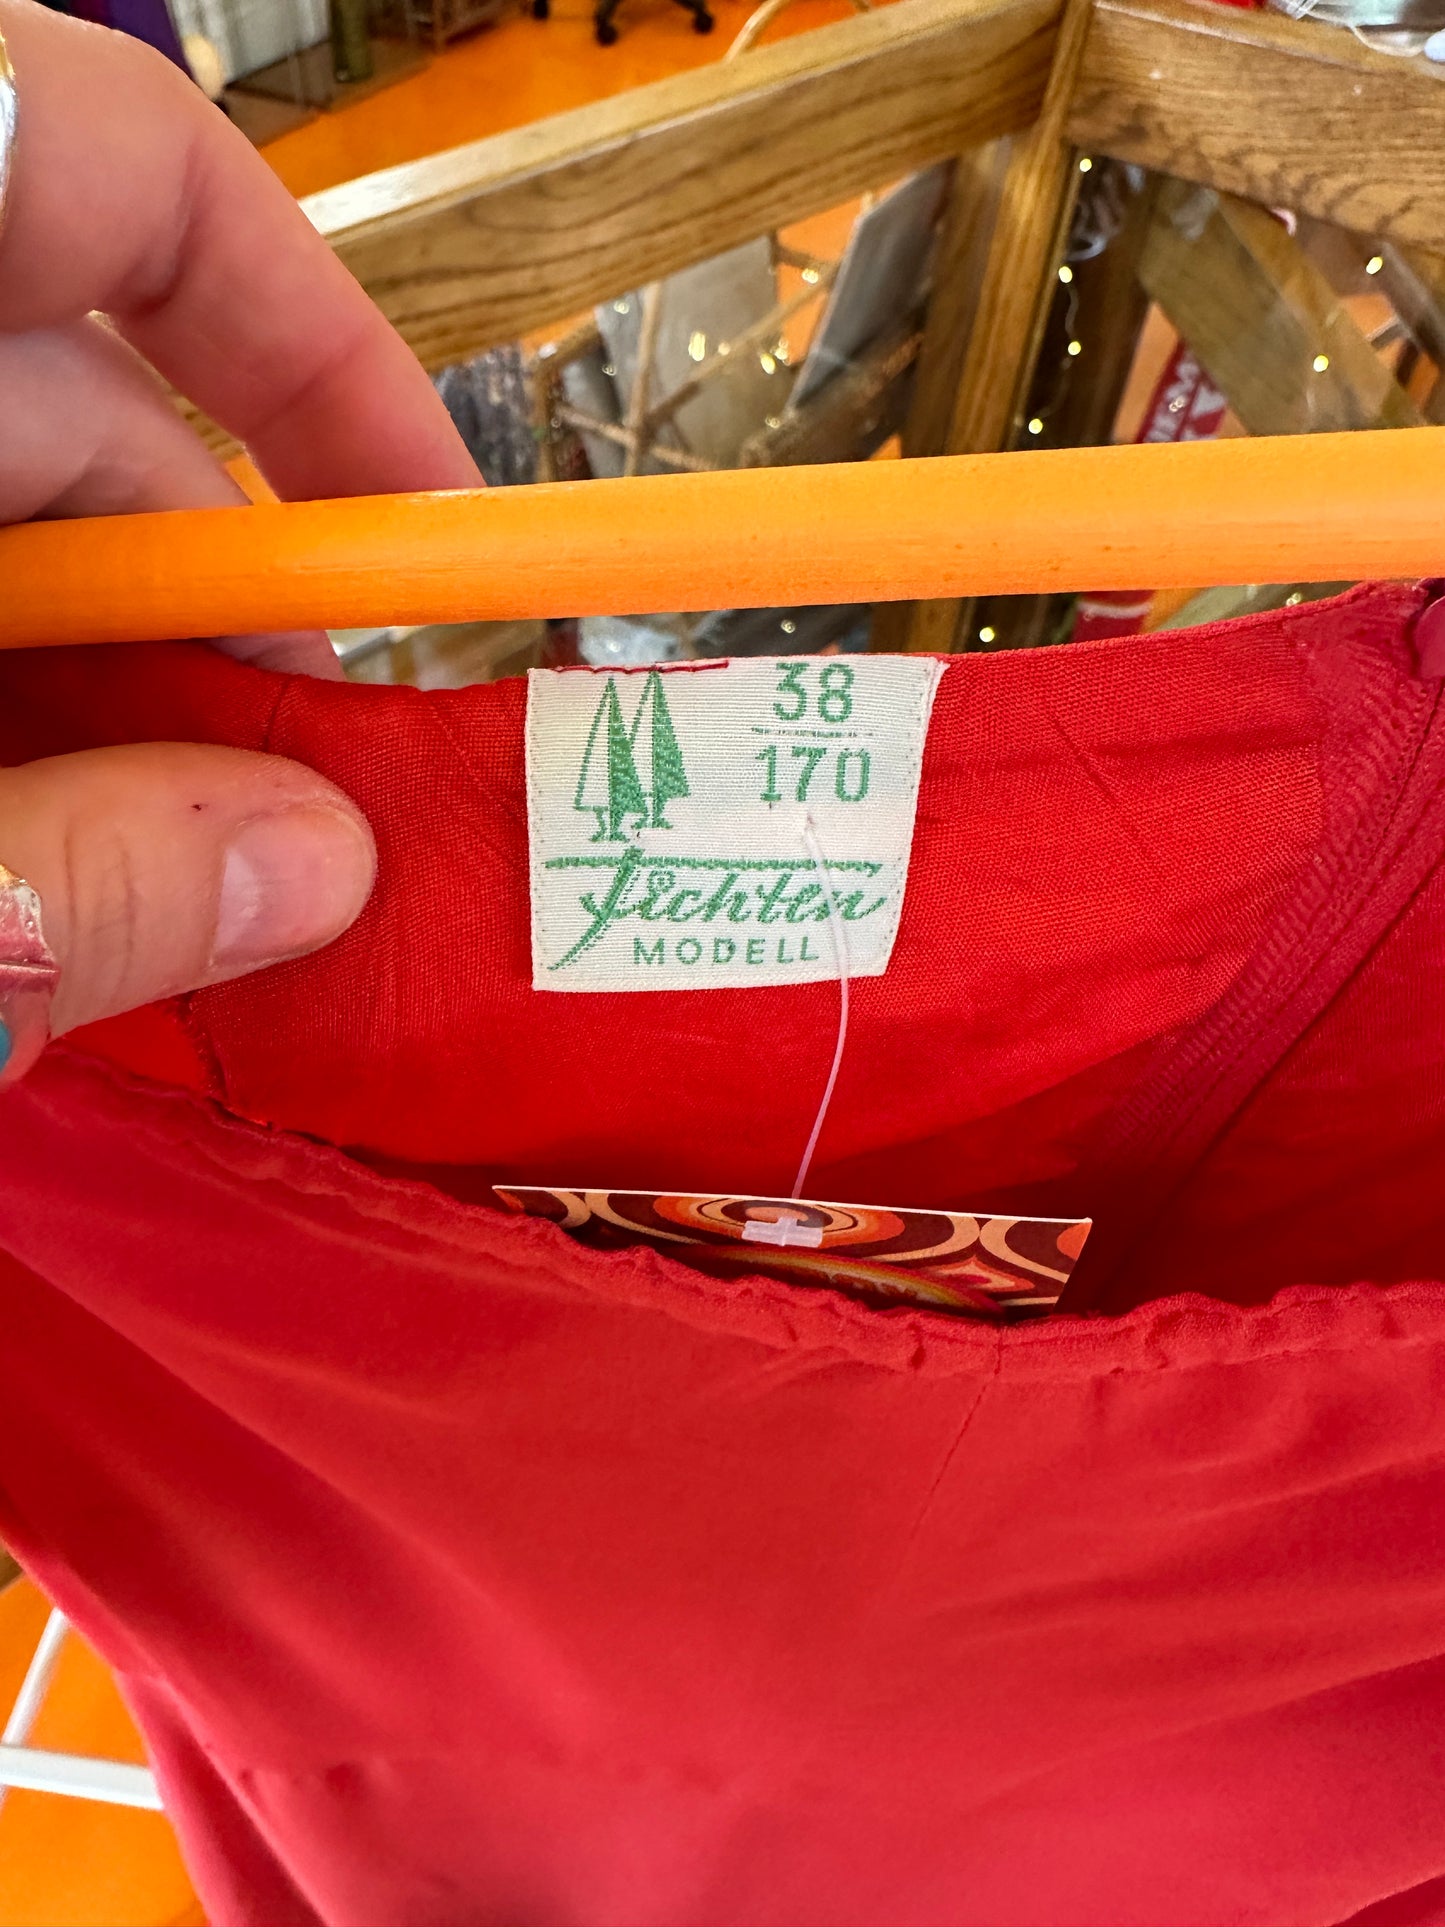 38
170
Fichten
MODELL